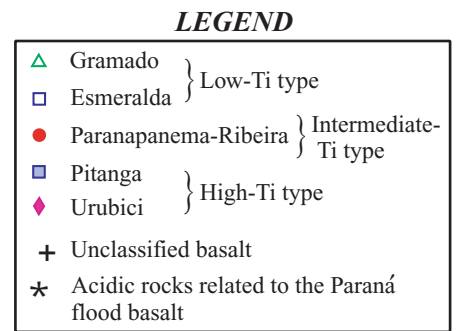 LEGEND
Gramado
Esmeralda
Low-Ti type
Paranapanema-Ribeira
Intermediate-
Ti type
Pitanga
Urubici
High-Ti type
Unclassified basalt
Acidic rocks related to the Paraná
flood basalt